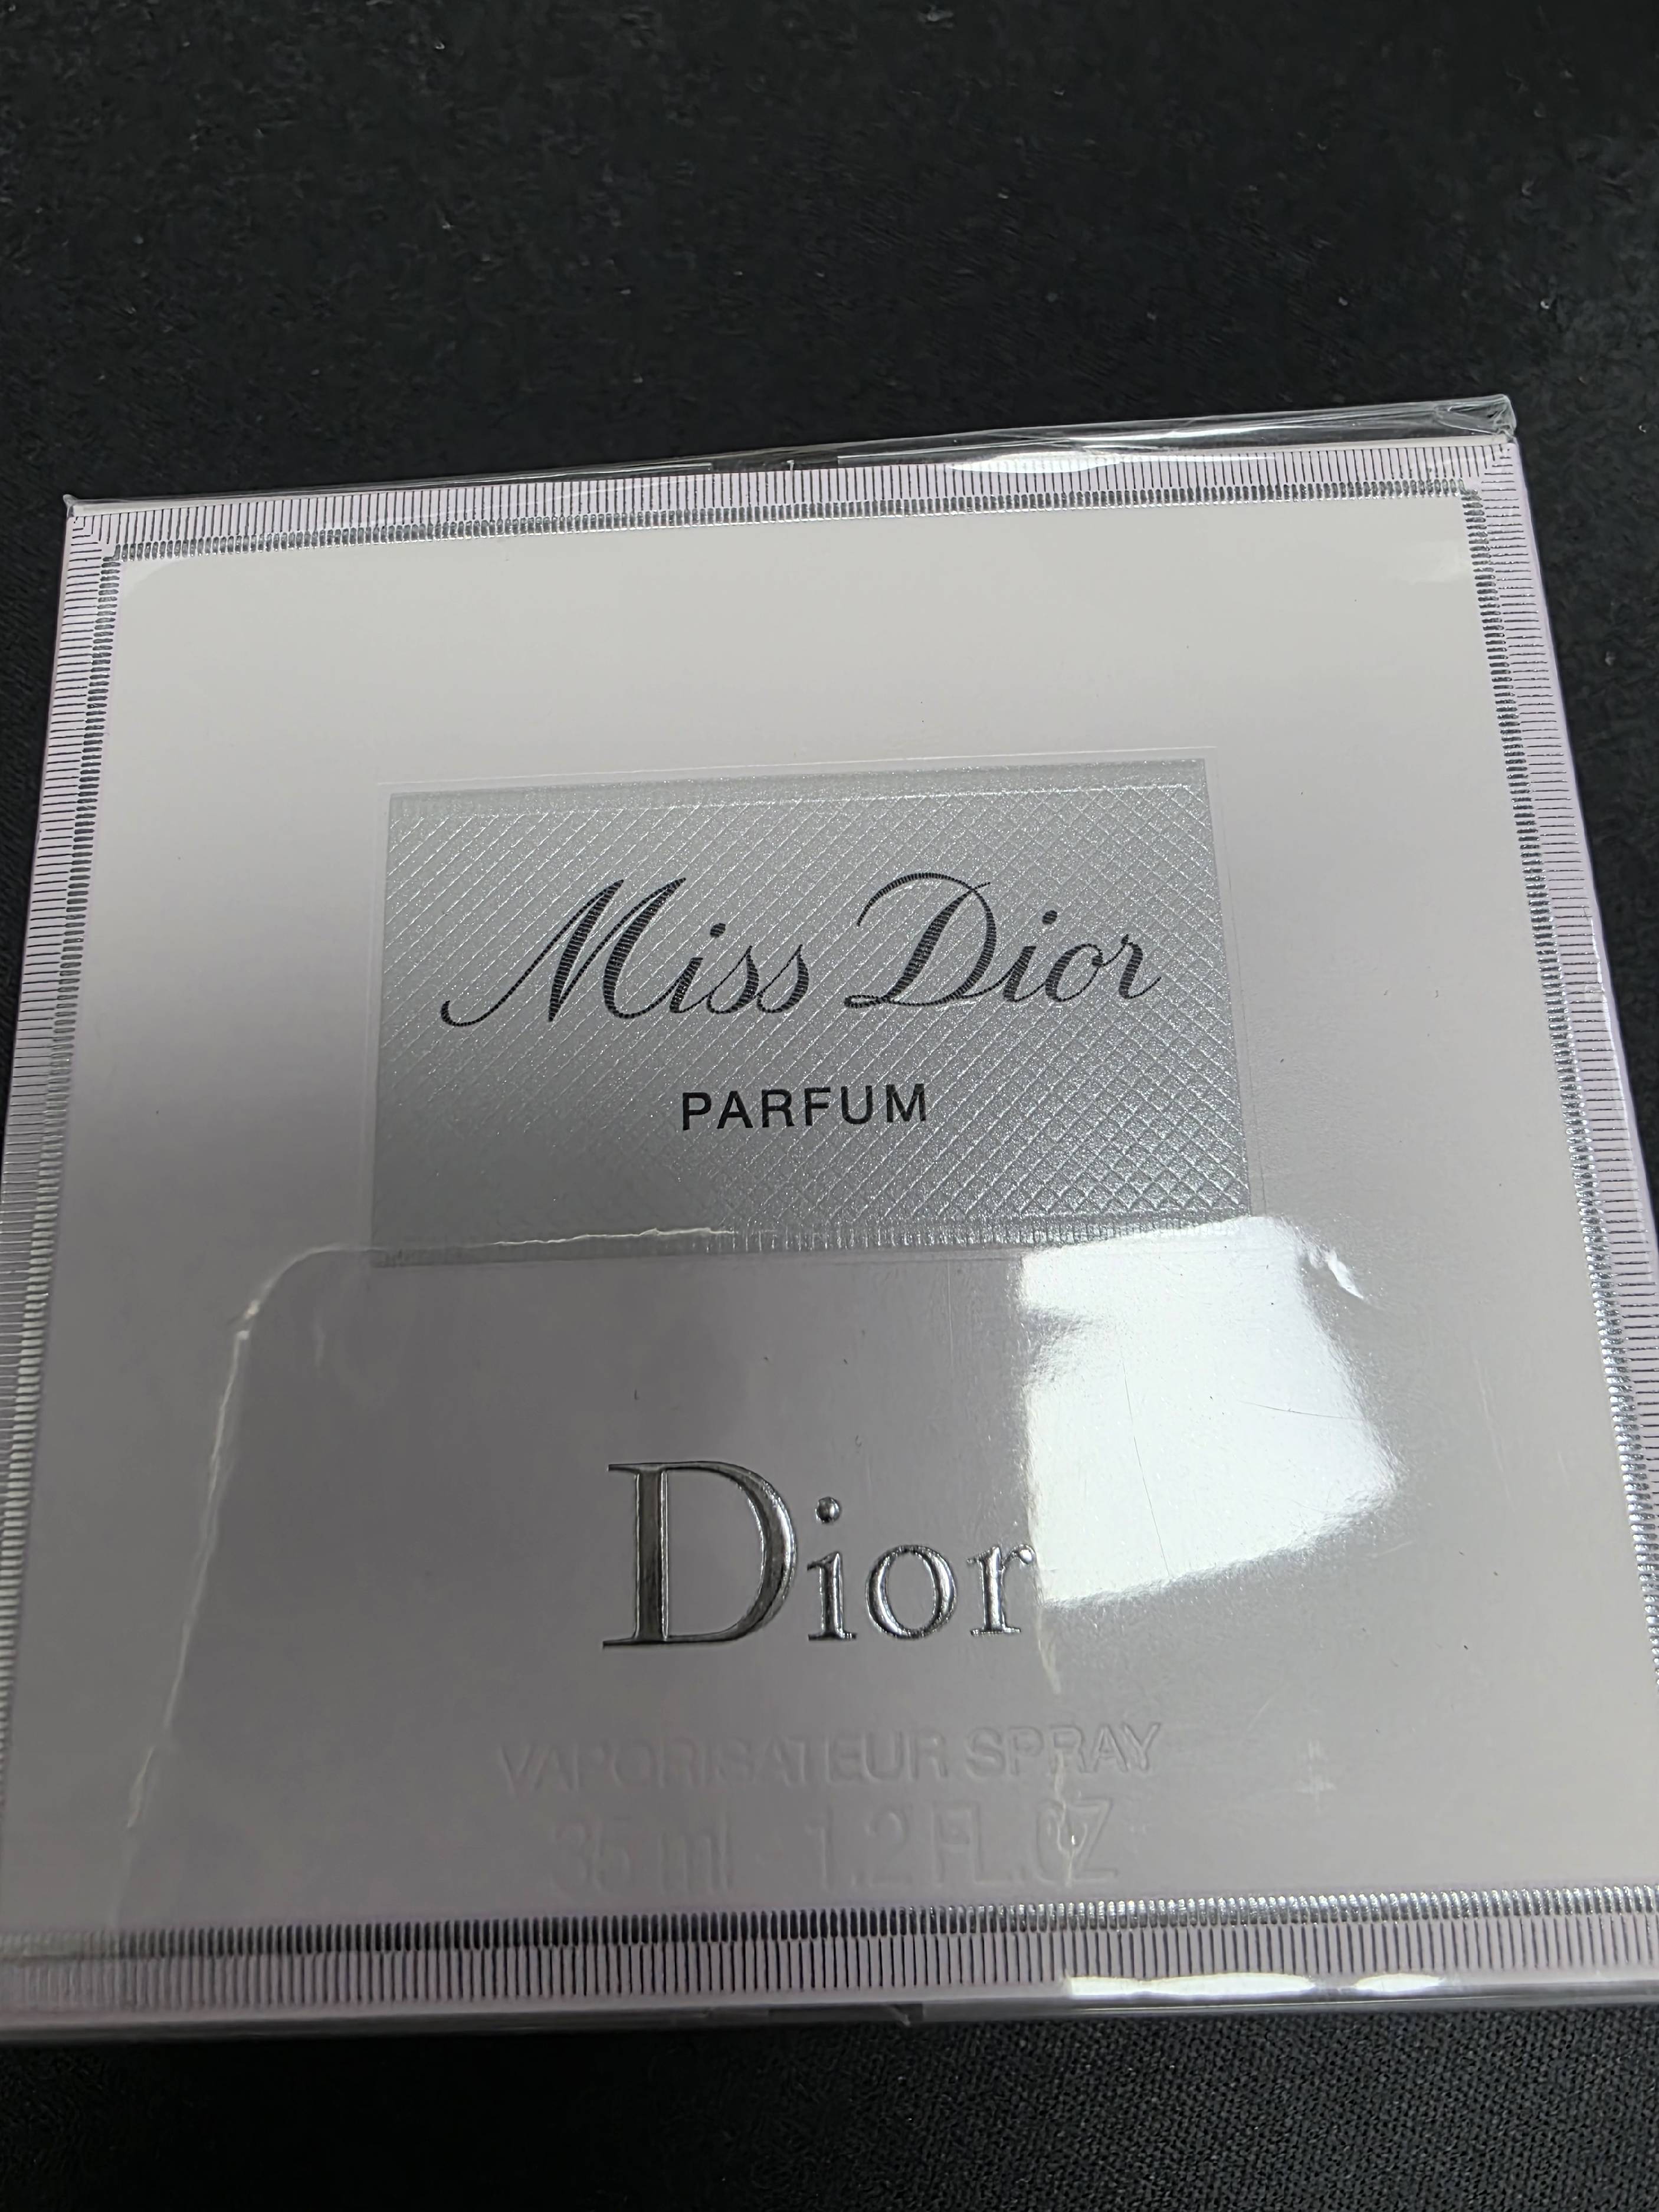 Miss Dior
PARFUM
Dior
VAPORISATEUR SPRAY
35 ml - 1.2 FL.OZ